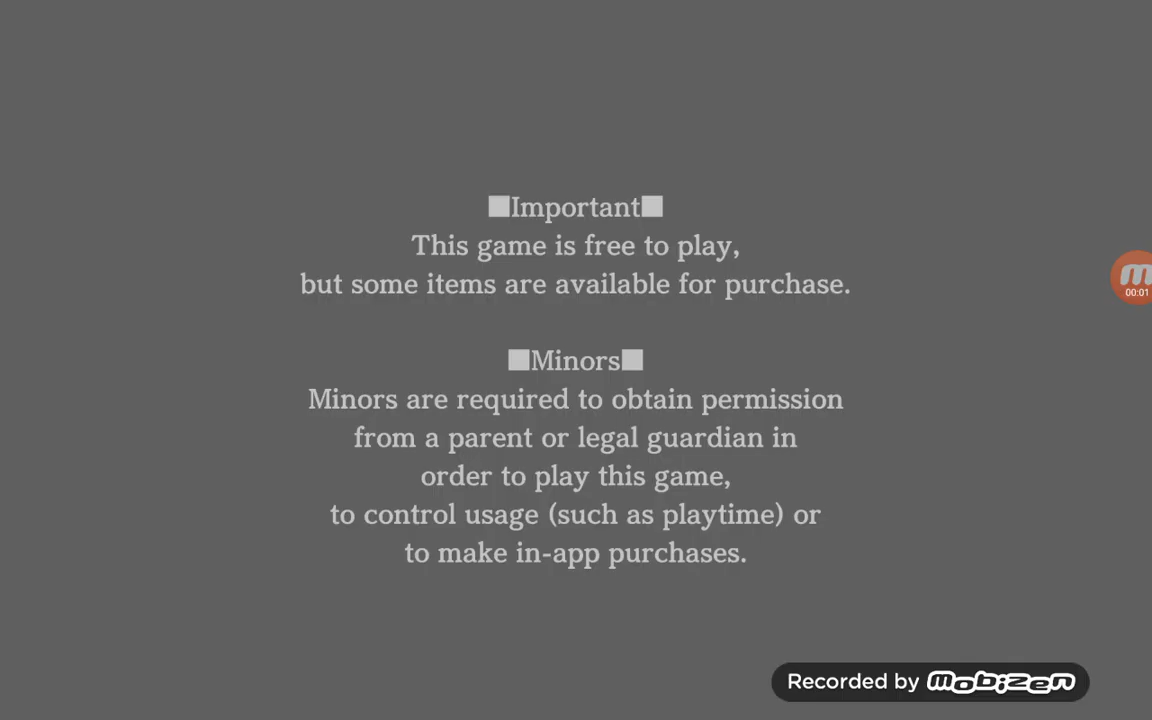 ■Important■
This game is free to play,
but some items are available for purchase.
■Minors■
Minors are required to obtain permission
from a parent or legal guardian in
order to play this game,
to control usage (such as playtime) or
to make in-app purchases.
m
00:01
Recorded by mobizen